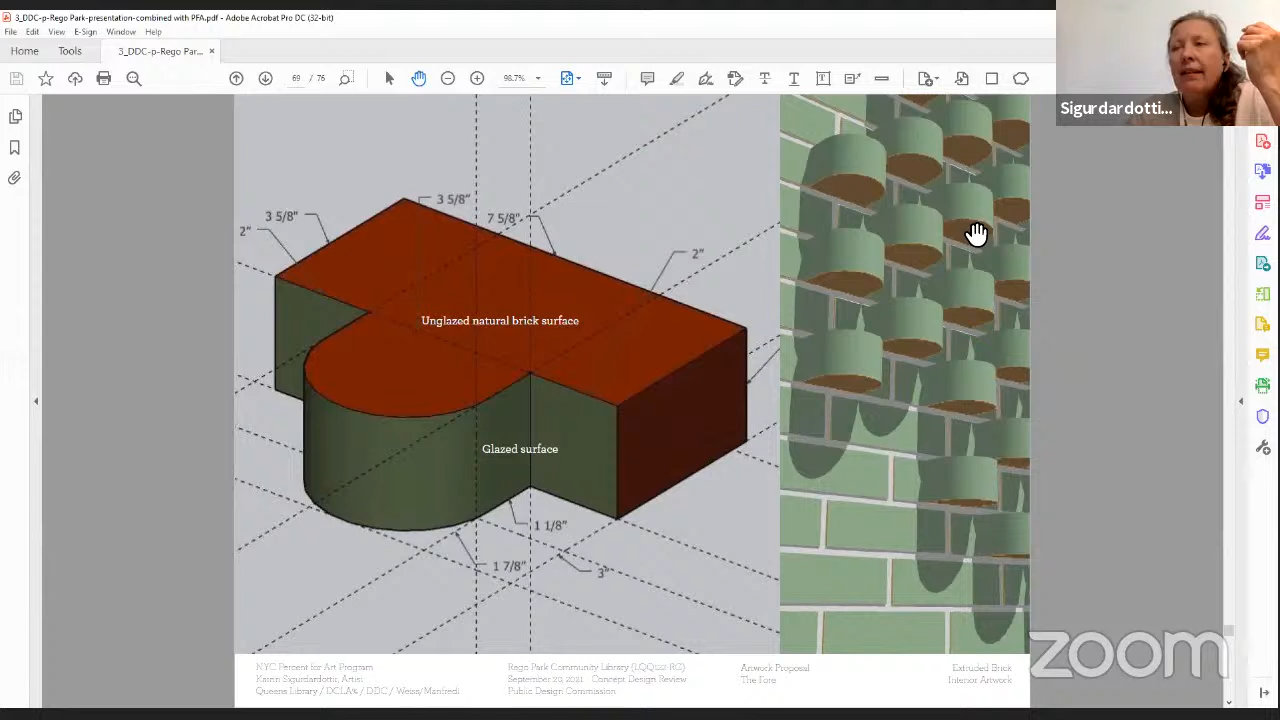 3_DDC-p-Rego Park-presentation-combined with PFA.pdf - Adobe Acrobat Pro DC (32-bit)
File Edit View E-Sign Window Help
Home Tools 3_DDC-p-Rego Par... ×
69 / 76 98.7%
Sigurdardotti...
3 5/8"
3 5/8"
7 5/8"
2"
2"
Unglazed natural brick surface
Glazed surface
1 1/8"
1 7/8"
3"
zoom
NYC Percent for Art Program
Katrin Sigurdardottir, Artist
Queens Library / DCLA% / DDC / Weiss/Manfredi
Rego Park Community Library (LQQ122-RG)
September 20, 2021 Concept Design Review
Public Design Commission
Artwork Proposal
The Fore
Extruded Brick
Interior Artwork